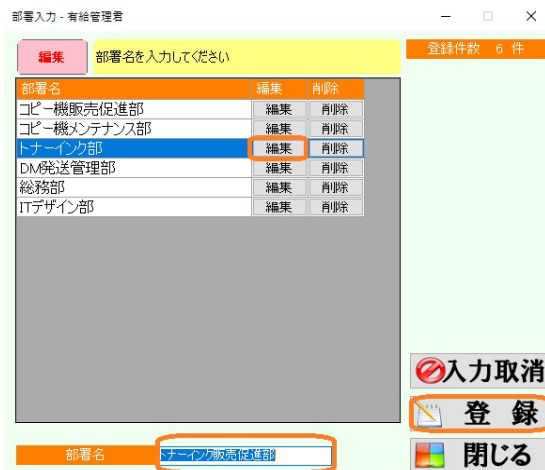 部署入力 - 有給管理君
編集 部署名を入力してください
登録件数 6 件
部署名 編集 削除
コピー機販売促進部 編集 削除
コピー機メンテナンス部 編集 削除
トナーインク部 編集 削除
DM発送管理部 編集 削除
総務部 編集 削除
ITデザイン部 編集 削除
入力取消
登 録
部署名 トナーインク販売促進部
閉じる